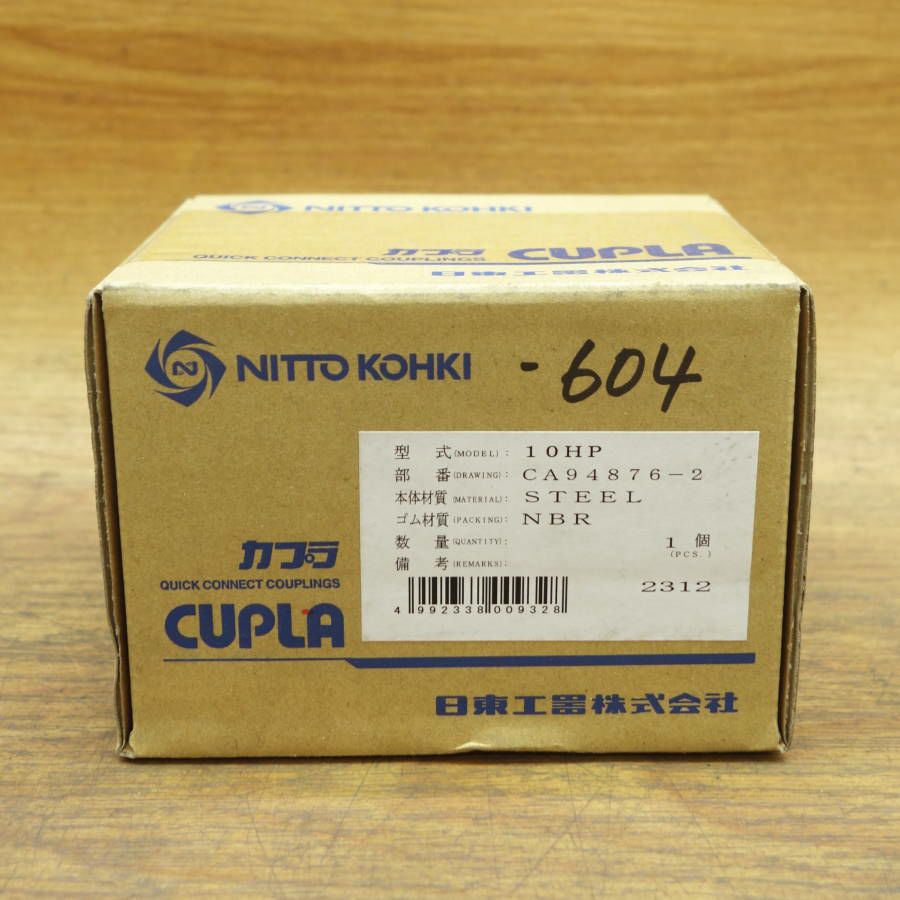 NITTO KOHKI
カプラ CUPLA
QUICK CONNECT COUPLINGS
日東工器株式会社
NITTO KOHKI
-604
型 式 (MODEL) : 10HP
部 番 (DRAWING) : CA94876-2
本体材質 (MATERIAL) : STEEL
ゴム材質 (PACKING) : NBR
数 量 (QUANTITY) : 1 個
(PCS.)
備 考 (REMARKS) :
2312
4 992338 009328
カプラ
QUICK CONNECT COUPLINGS
CUPLA
日東工器株式会社